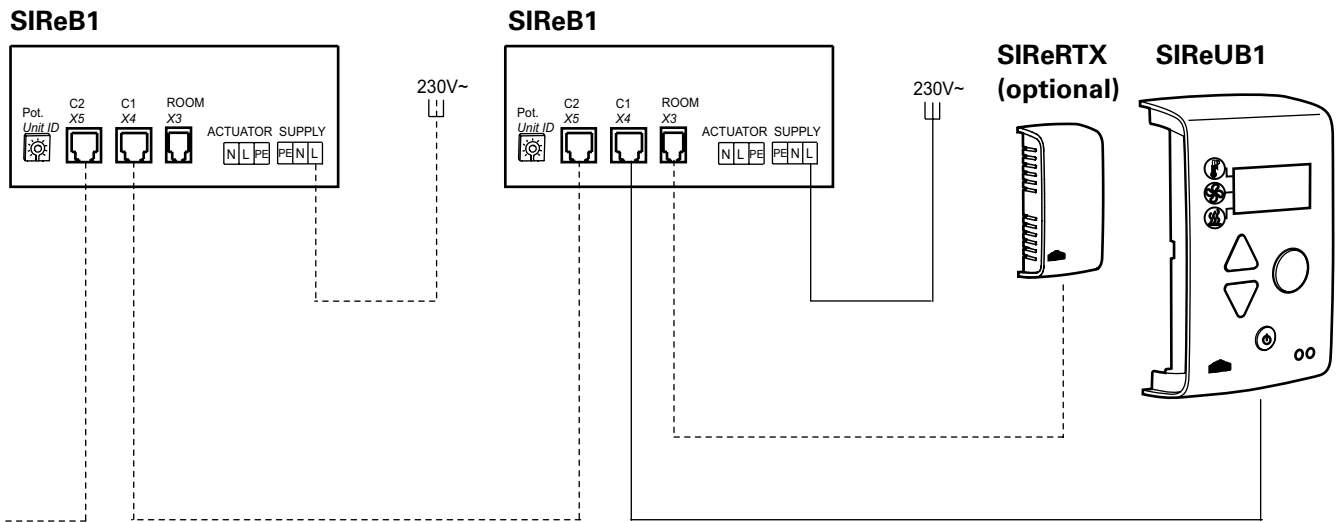 SIReB1
Pot.
Unit ID
C2
X5
C1
X4
ROOM
X3
ACTUATOR SUPPLY
N L PE PE N L
230V~
SIReB1
Pot.
Unit ID
C2
X5
C1
X4
ROOM
X3
ACTUATOR SUPPLY
N L PE PE N L
230V~
SIReRTX
(optional)
SIReUB1